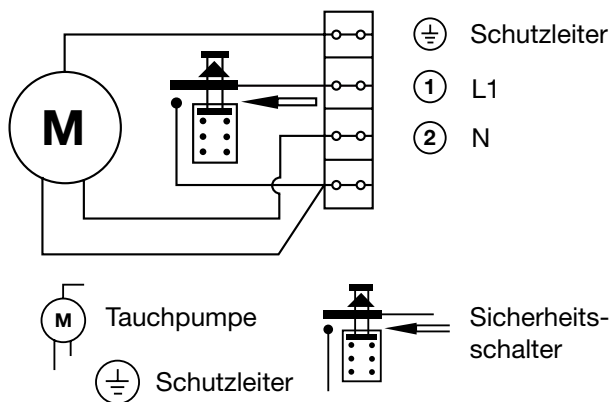 Schutzleiter
1 L1
M
2 N
M Tauchpumpe
Sicherheits-
schalter
Schutzleiter